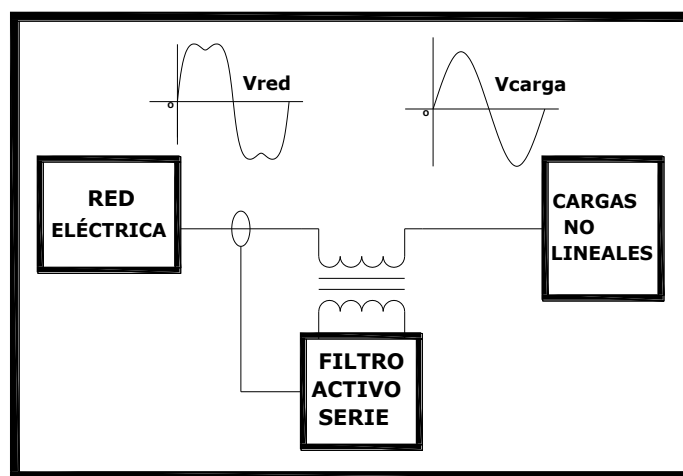 Vred
o
Vcarga
o
RED
ELÉCTRICA
CARGAS
NO
LINEALES
FILTRO
ACTIVO
SERIE